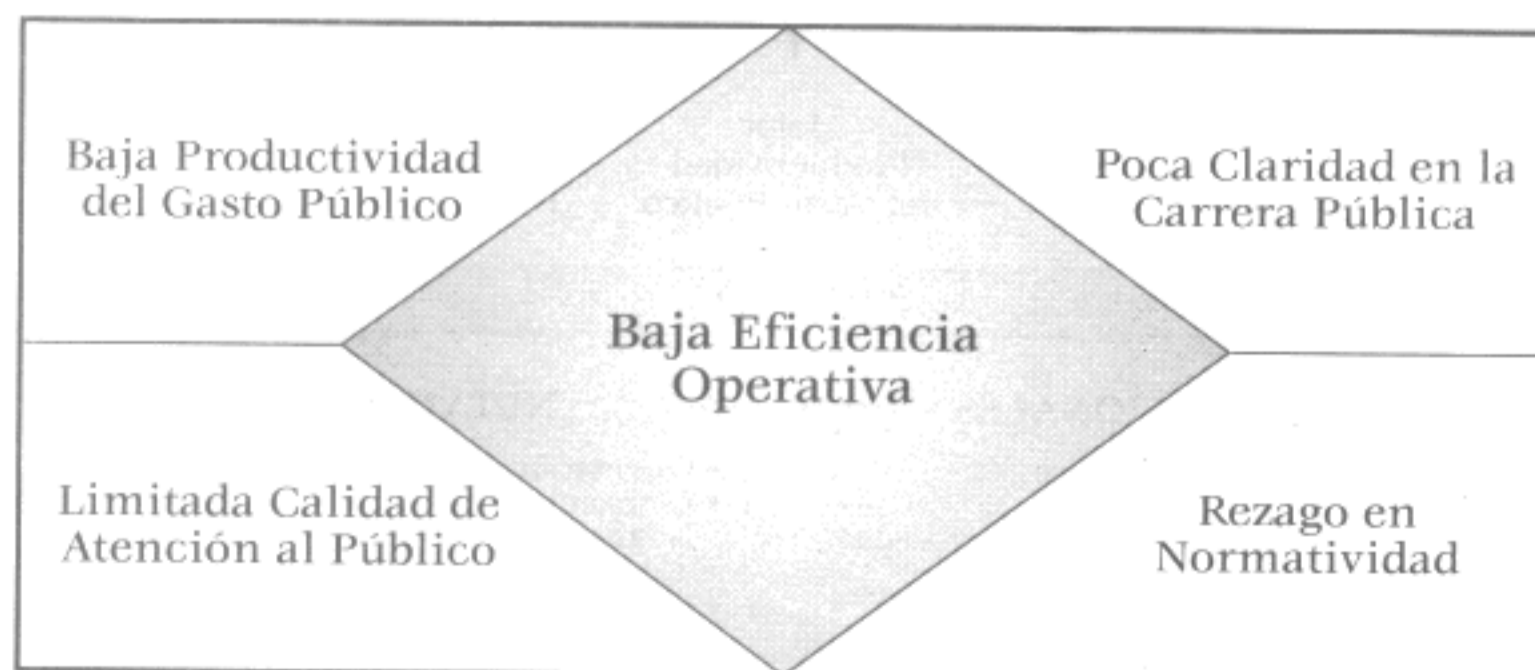 Baja Productividad
del Gasto Público
Poca Claridad en la
Carrera Pública
Baja Eficiencia
Operativa
Limitada Calidad de
Atención al Público
Rezago en
Normatividad